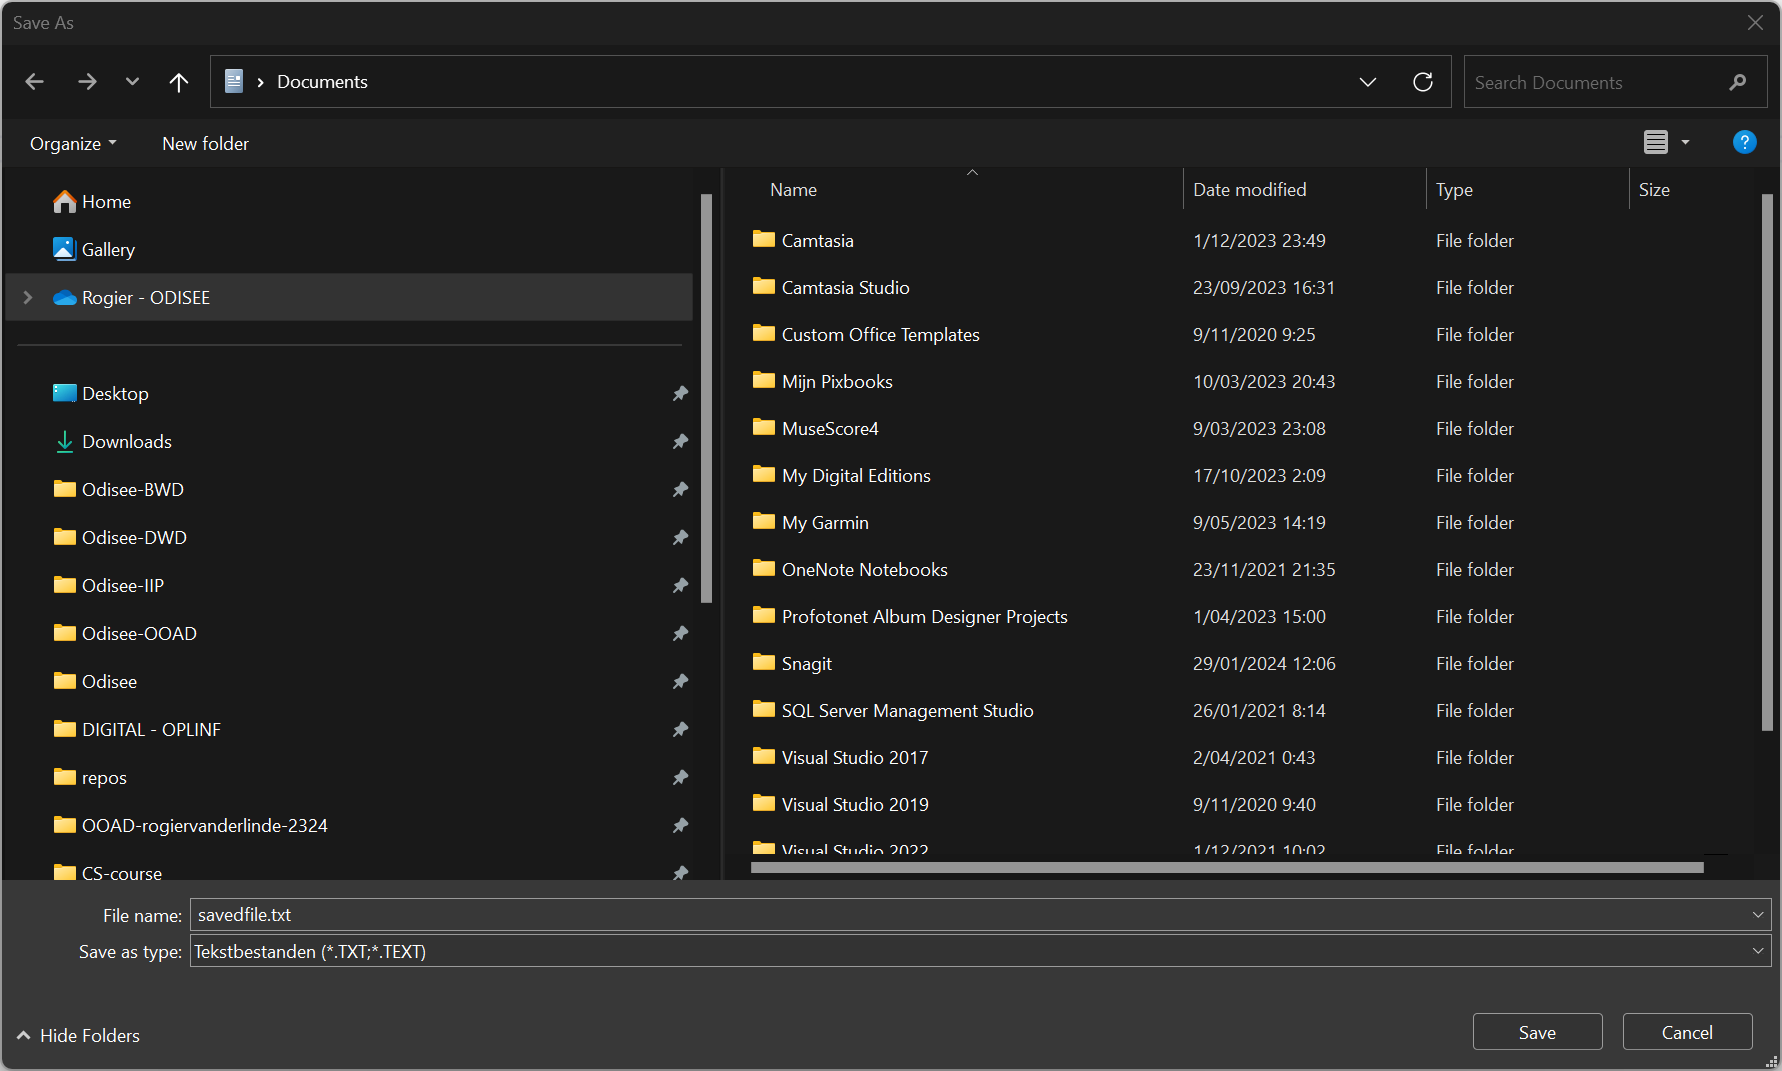 Save As
Documents
Search Documents
Organize
New folder
?
Home
Gallery
Rogier - ODISEE
Desktop
Downloads
Odisee-BWD
Odisee-DWD
Odisee-IIP
Odisee-OOAD
Odisee
DIGITAL - OPLINF
repos
OOAD-rogiervanderlinde-2324
CS-course
Name Date modified Type Size
Camtasia 1/12/2023 23:49 File folder
Camtasia Studio 23/09/2023 16:31 File folder
Custom Office Templates 9/11/2020 9:25 File folder
Mijn Pixbooks 10/03/2023 20:43 File folder
MuseScore4 9/03/2023 23:08 File folder
My Digital Editions 17/10/2023 2:09 File folder
My Garmin 9/05/2023 14:19 File folder
OneNote Notebooks 23/11/2021 21:35 File folder
Profotonet Album Designer Projects 1/04/2023 15:00 File folder
Snagit 29/01/2024 12:06 File folder
SQL Server Management Studio 26/01/2021 8:14 File folder
Visual Studio 2017 2/04/2021 0:43 File folder
Visual Studio 2019 9/11/2020 9:40 File folder
Visual Studio 2022 1/12/2021 10:02 File folder
File name: savedfile.txt
Save as type: Tekstbestanden (*.TXT;*.TEXT)
Hide Folders
Save
Cancel